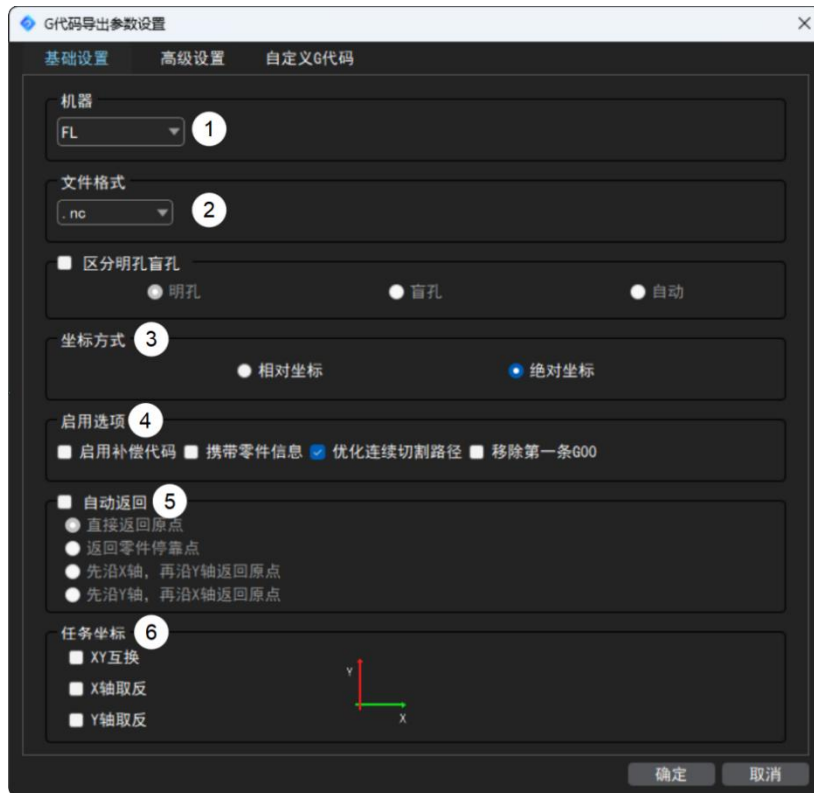 G代码导出参数设置
基础设置 高级设置 自定义G代码
机器
FL 1
文件格式
.nc 2
区分明孔盲孔
明孔 盲孔 自动
坐标方式 3
相对坐标 绝对坐标
启用选项 4
启用补偿代码 携带零件信息 优化连续切割路径 移除第一条G00
自动返回 5
直接返回原点
返回零件停靠点
先沿X轴，再沿Y轴返回原点
先沿Y轴，再沿X轴返回原点
任务坐标 6
XY互换
X轴取反
Y轴取反
Y
X
确定 取消